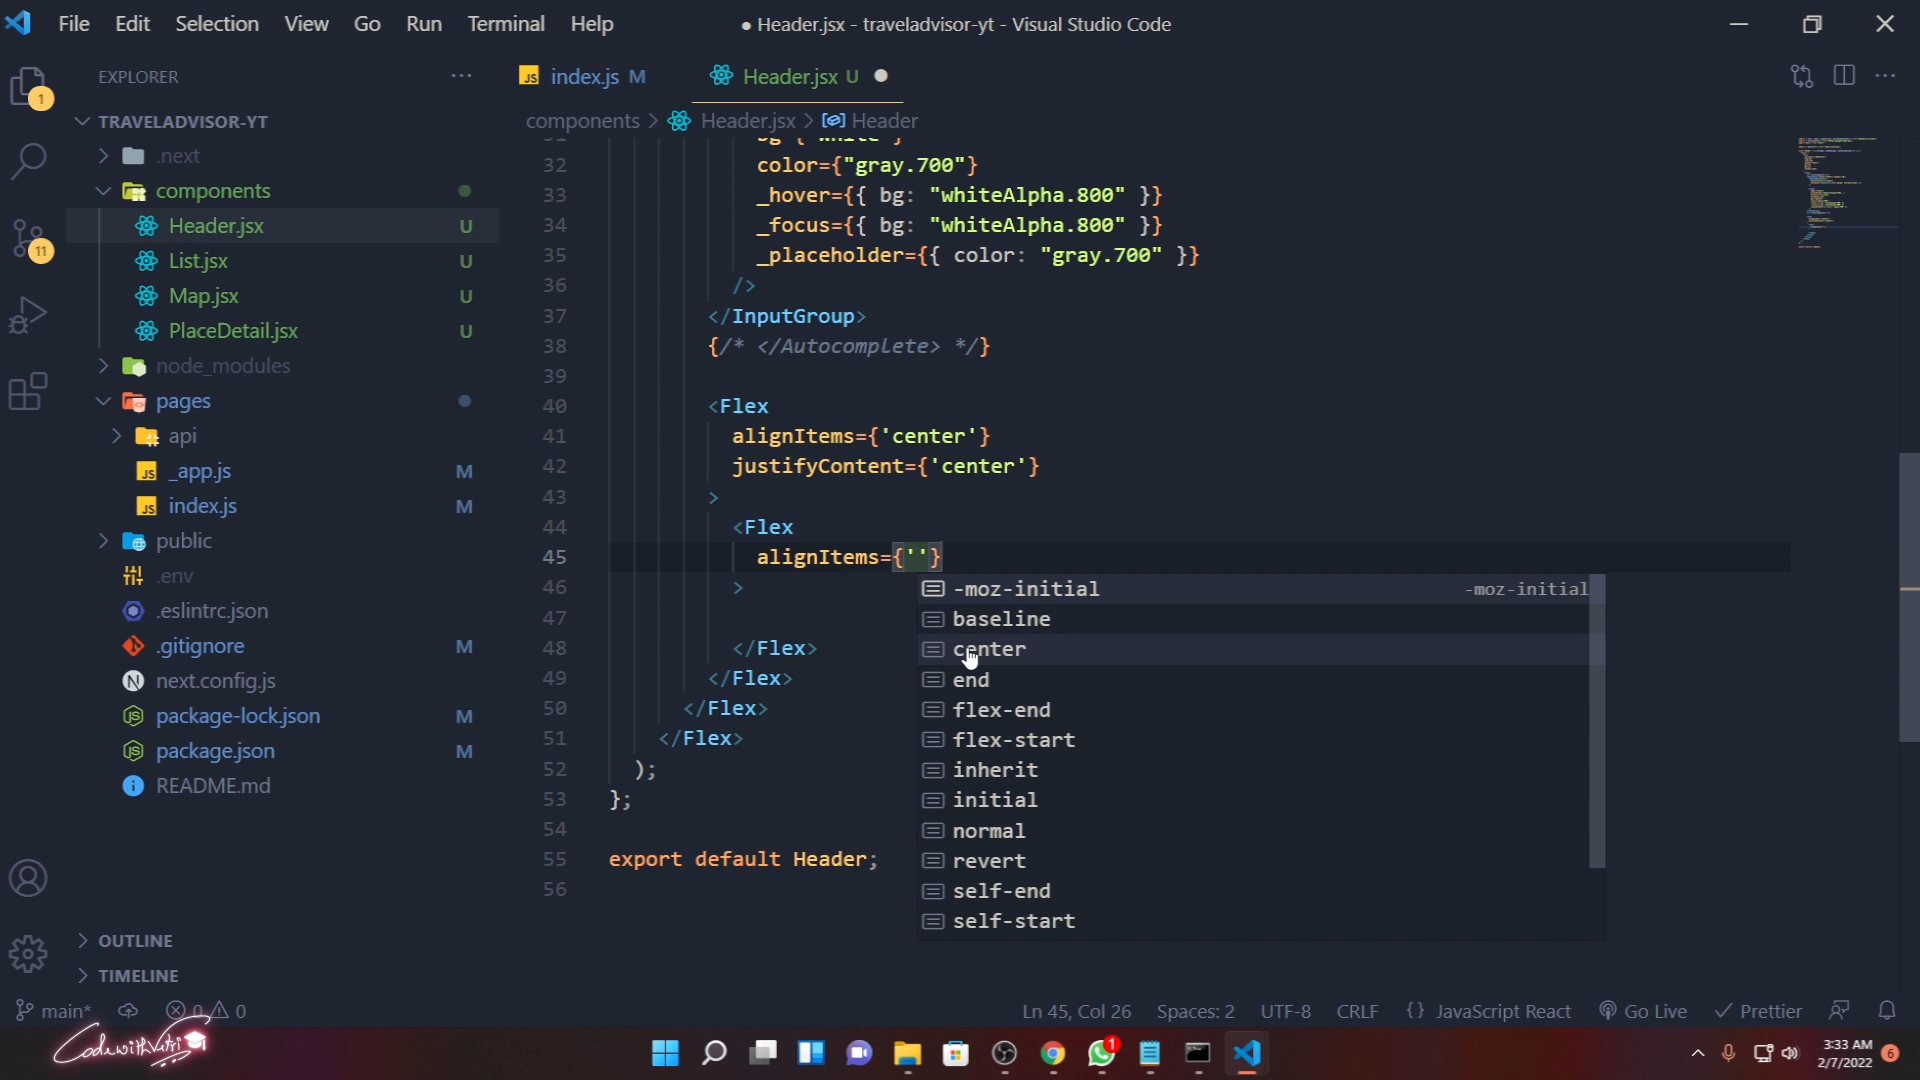 File Edit Selection View Go Run Terminal Help
● Header.jsx - traveladvisor-yt - Visual Studio Code
EXPLORER ···
JS index.js M
Header.jsx U
components > Header.jsx > Header
TRAVELADVISOR-YT
.next
components
Header.jsx U
List.jsx U
Map.jsx U
PlaceDetail.jsx U
node_modules
pages
api
JS _app.js M
JS index.js M
public
.env
.eslintrc.json
.gitignore M
next.config.js
package-lock.json M
package.json M
README.md
OUTLINE
TIMELINE
1
11
32 color={"gray.700"}
33 _hover={{ bg: "whiteAlpha.800" }}
34 _focus={{ bg: "whiteAlpha.800" }}
35 _placeholder={{ color: "gray.700" }}
36 />
37 </InputGroup>
38 {/* </Autocomplete> */}
39
40 <Flex
41 alignItems={'center'}
42 justifyContent={'center'}
43 >
44 <Flex
45 alignItems={''}
46 >
47
48 </Flex>
49 </Flex>
50 </Flex>
51 </Flex>
52 );
53 };
54
55 export default Header;
56
-moz-initial -moz-initial
baseline
center
end
flex-end
flex-start
inherit
initial
normal
revert
self-end
self-start
main* 0 0
Ln 45, Col 26 Spaces: 2 UTF-8 CRLF {} JavaScript React Go Live Prettier
CodewithVetri
1
3:33 AM
2/7/2022
6